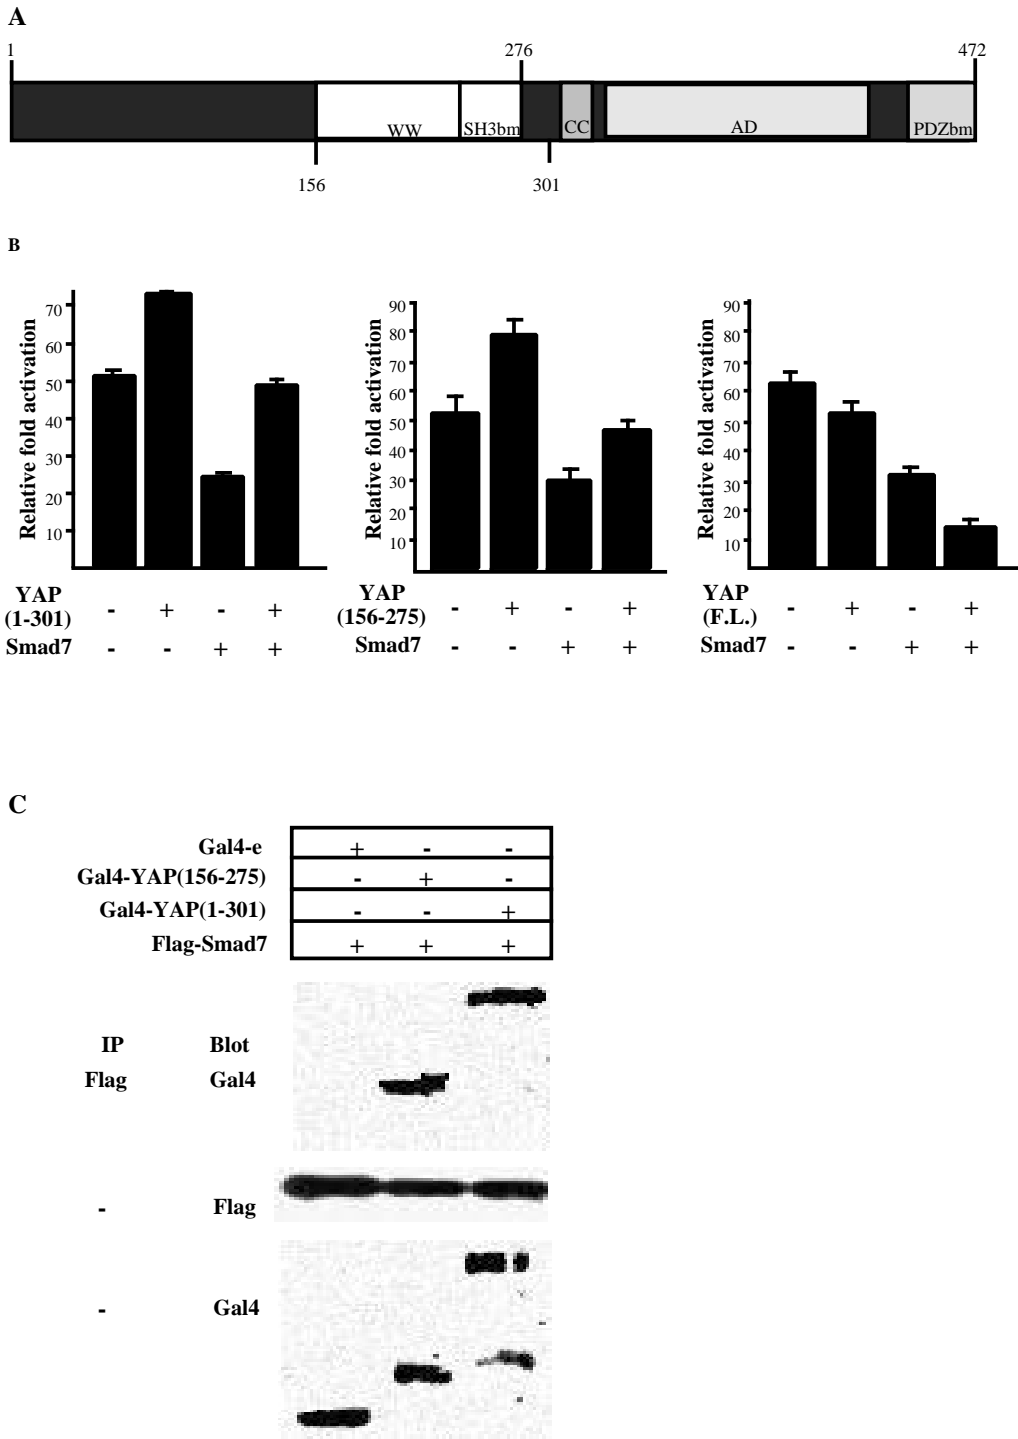 A
1 276 472
WW SH3bm CC AD PDZbm
156 301
B
Relative fold activation
70
60
50
40
30
20
10
YAP
(1-301) - + - +
Smad7 - - + +
Relative fold activation
90
80
70
60
50
40
30
20
10
YAP
(156-275) - + - +
Smad7 - - + +
Relative fold activation
90
80
70
60
50
40
30
20
10
YAP
(F.L.) - + - +
Smad7 - - + +
C
Gal4-e + - -
Gal4-YAP(156-275) - + -
Gal4-YAP(1-301) - - +
Flag-Smad7 + + +
IP Blot
Flag Gal4
- Flag
- Gal4